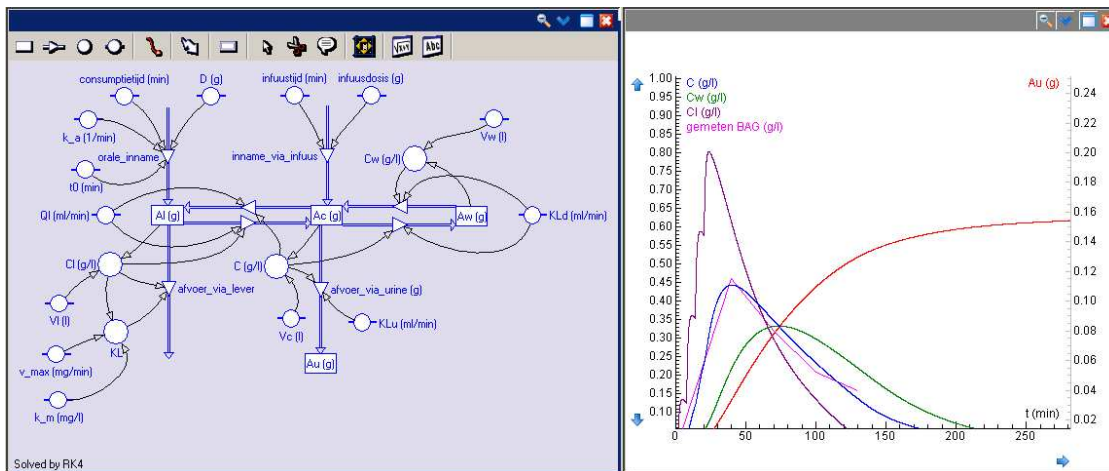 √x=y
Abc
consumptietijd (min)
D (g)
infuustijd (min)
infuusdosis (g)
k_a (1/min)
Vw (l)
orale_inname
inname_via_infuus
Cw (g/l)
t0 (min)
Ql (ml/min)
Al (g)
Ac (g)
Aw (g)
KLd (ml/min)
Cl (g/l)
C (g/l)
afvoer_via_lever
afvoer_via_urine (g)
Vl (l)
Vc (l)
KLu (ml/min)
KL
v_max (mg/min)
Au (g)
k_m (mg/l)
Solved by RK4
1.00
0.95
0.90
0.85
0.80
0.75
0.70
0.65
0.60
0.55
0.50
0.45
0.40
0.35
0.30
0.25
0.20
0.15
0.10
C (g/l)
Cw (g/l)
Cl (g/l)
gemeten BAG (g/l)
Au (g)
0.24
0.22
0.20
0.18
0.16
0.14
0.12
0.10
0.08
0.06
0.04
0.02
t (min)
0 50 100 150 200 250